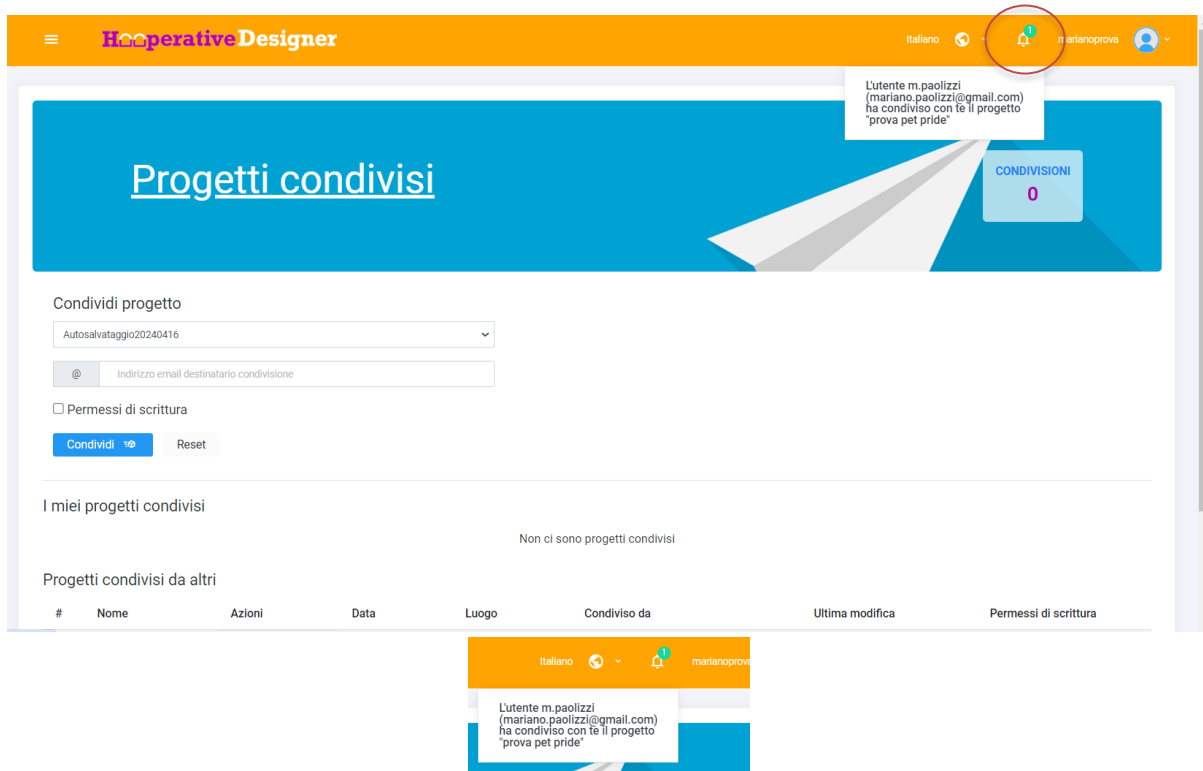 Hooperative Designer
Italiano
1
marianoprova
L'utente m.paolizzi
(mariano.paolizzi@gmail.com)
ha condiviso con te il progetto
"prova pet pride"
Progetti condivisi
CONDIVISIONI
0
Condividi progetto
Autosalvataggio20240416
@ Indirizzo email destinatario condivisione
Permessi di scrittura
Condividi Reset
I miei progetti condivisi
Non ci sono progetti condivisi
Progetti condivisi da altri
# Nome Azioni Data Luogo Condiviso da Ultima modifica Permessi di scrittura
Italiano 1 marianoprova
L'utente m.paolizzi
(mariano.paolizzi@gmail.com)
ha condiviso con te il progetto
"prova pet pride"